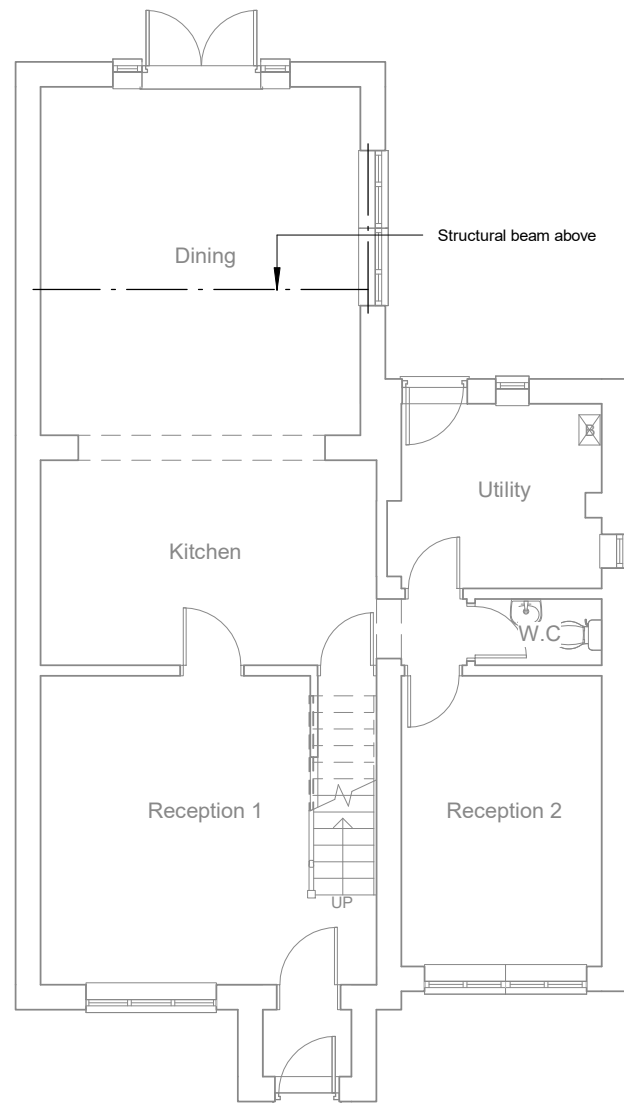 Structural beam above
Dining
Utility
B
Kitchen
W.C
Reception 1
Reception 2
UP